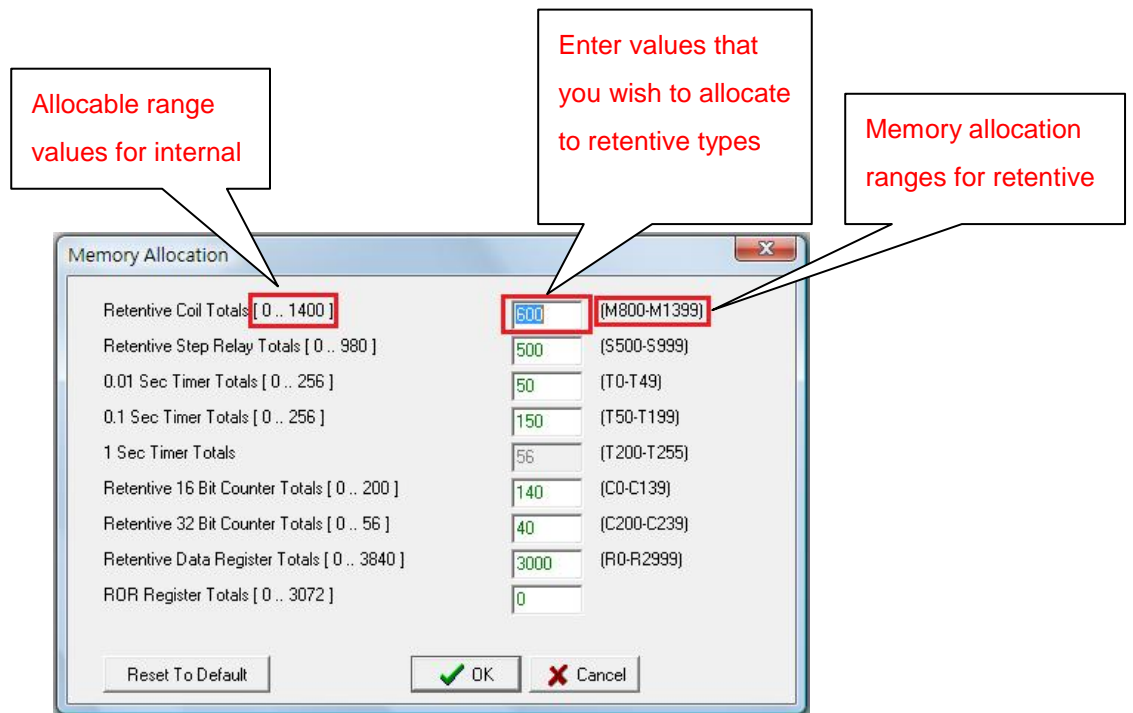 Enter values that
you wish to allocate
to retentive types
Allocable range
values for internal
Memory allocation
ranges for retentive
Memory Allocation
Retentive Coil Totals [ 0 .. 1400 ] 600 (M800-M1399)
Retentive Step Relay Totals [ 0 .. 980 ] 500 (S500-S999)
0.01 Sec Timer Totals [ 0 .. 256 ] 50 (T0-T49)
0.1 Sec Timer Totals [ 0 .. 256 ] 150 (T50-T199)
1 Sec Timer Totals 56 (T200-T255)
Retentive 16 Bit Counter Totals [ 0 .. 200 ] 140 (C0-C139)
Retentive 32 Bit Counter Totals [ 0 .. 56 ] 40 (C200-C239)
Retentive Data Register Totals [ 0 .. 3840 ] 3000 (R0-R2999)
ROR Register Totals [ 0 .. 3072 ] 0
Reset To Default OK Cancel